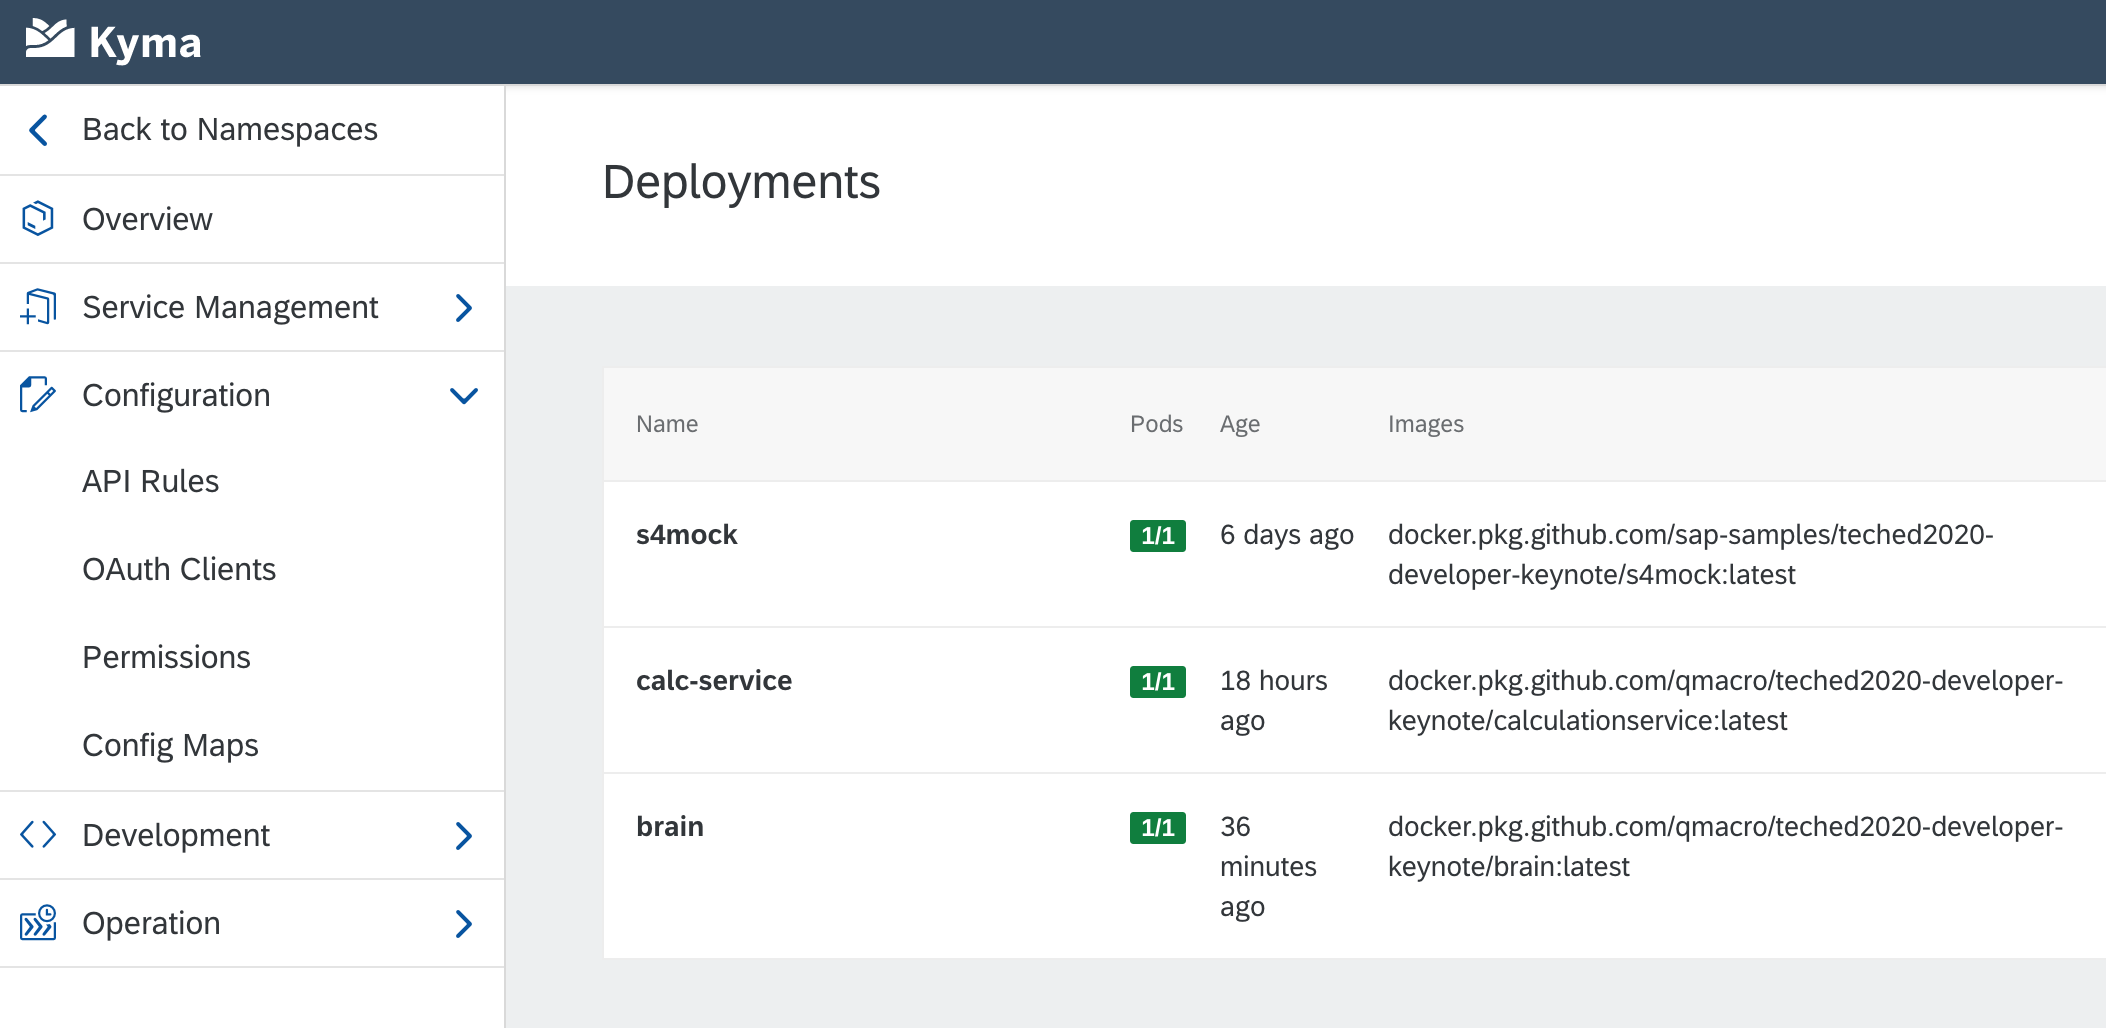 Kyma
Back to Namespaces
Overview
Service Management
Configuration
API Rules
OAuth Clients
Permissions
Config Maps
Development
Operation
Deployments
Name Pods Age Images
s4mock 1/1 6 days ago docker.pkg.github.com/sap-samples/teched2020-
developer-keynote/s4mock:latest
calc-service 1/1 18 hours docker.pkg.github.com/qmacro/teched2020-developer-
ago keynote/calculationservice:latest
brain 1/1 36 docker.pkg.github.com/qmacro/teched2020-developer-
minutes keynote/brain:latest
ago